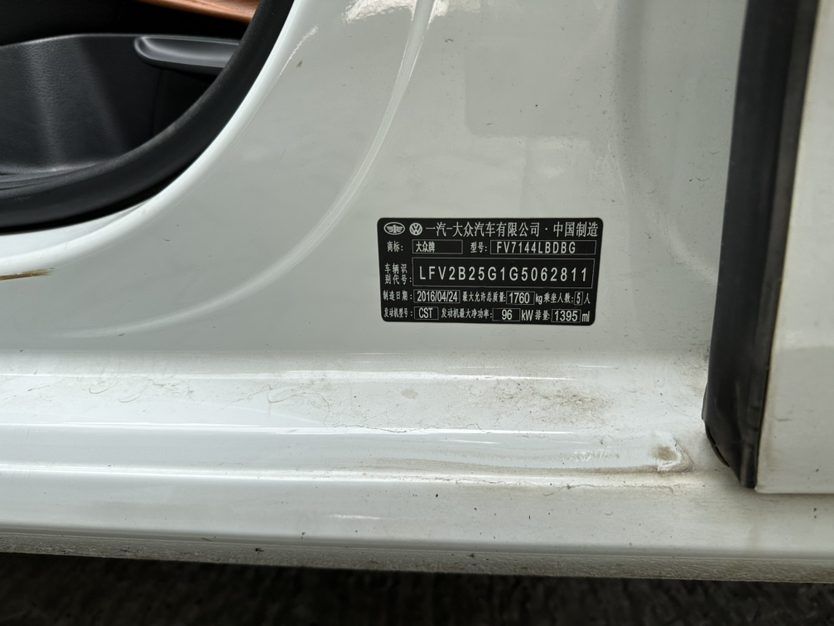 一汽-大众汽车有限公司·中国制造
商标: 大众牌 型号: FV7144LBDBG
车辆识别代号: LFV2B25G1G5062811
制造日期: 2016/04/24 最大允许总质量: 1760 kg 乘坐人数: 5 人
发动机型号: CST 发动机最大净功率: 96 kW 排量: 1395 ml